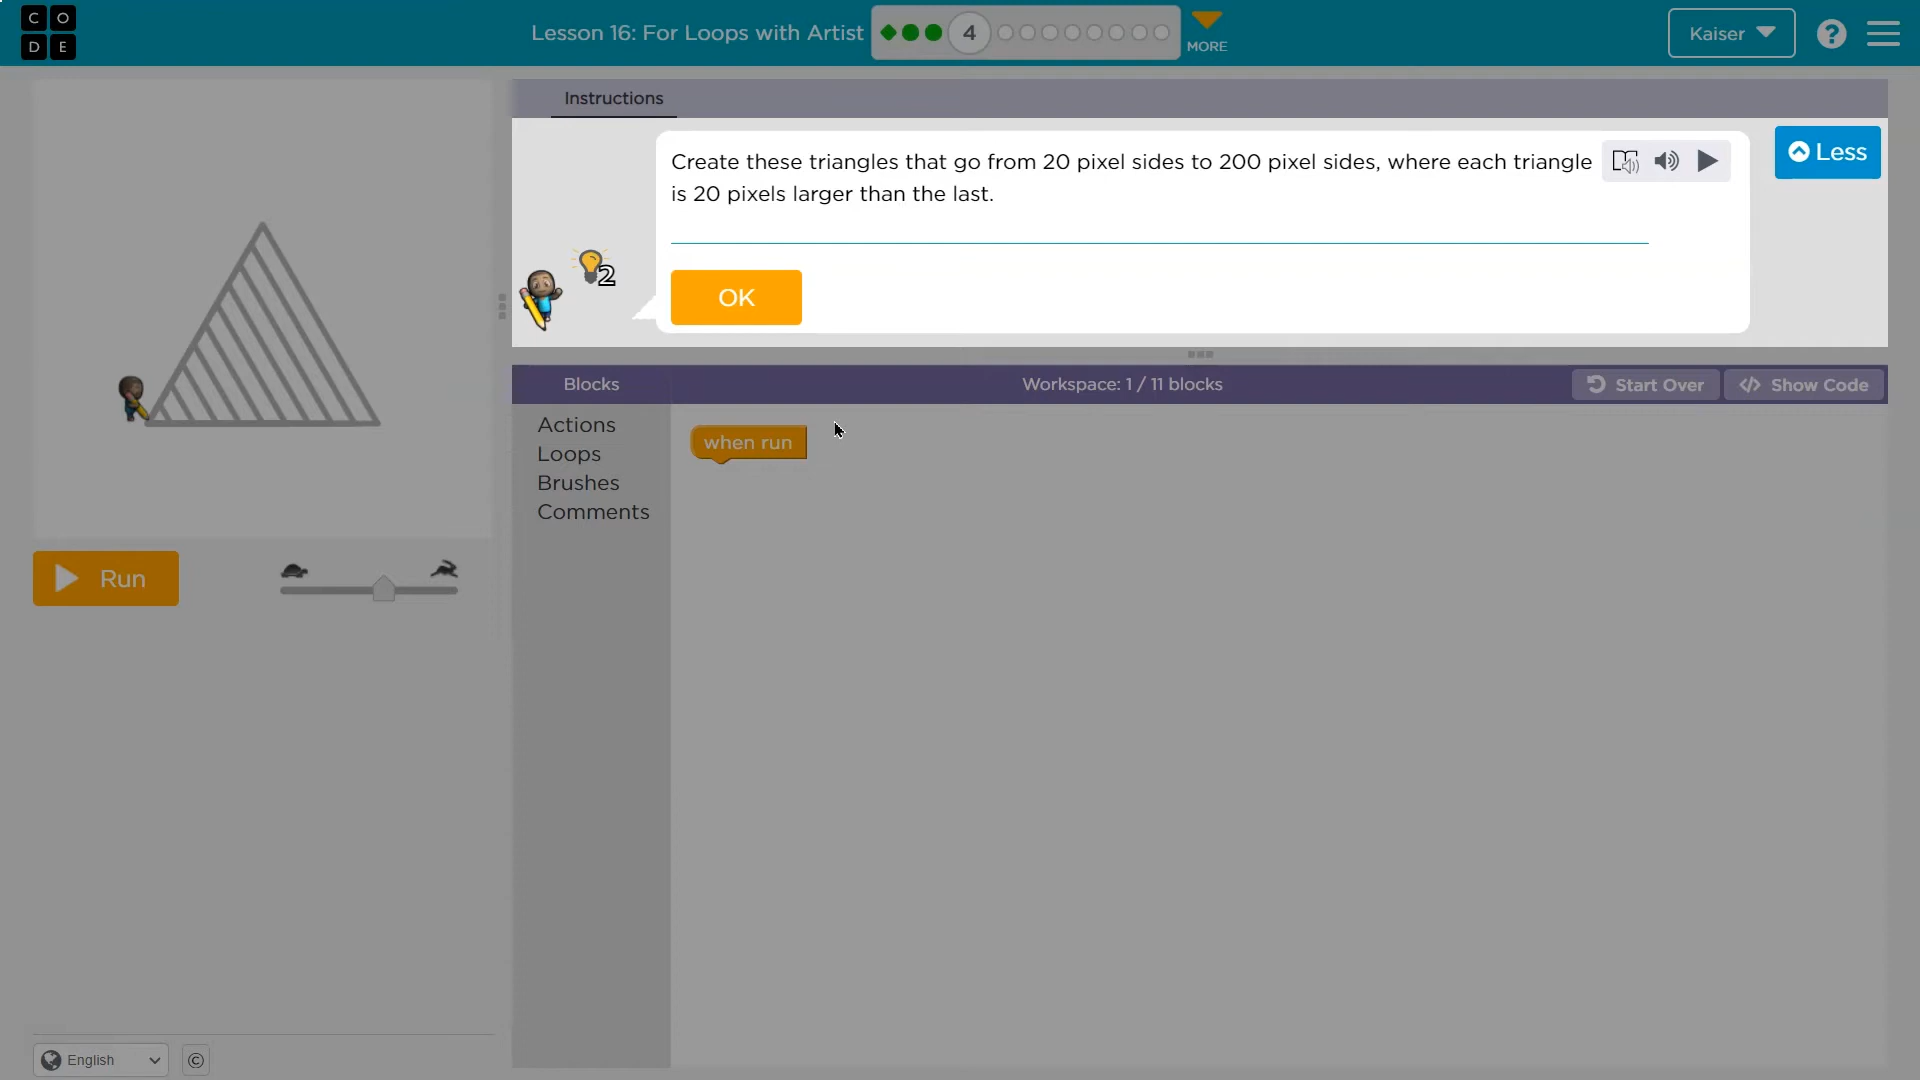 C O
D E
Lesson 16: For Loops with Artist
4
MORE
Kaiser
?
Instructions
Create these triangles that go from 20 pixel sides to 200 pixel sides, where each triangle
is 20 pixels larger than the last.
Less
2
OK
Blocks
Workspace: 1 / 11 blocks
Start Over
</> Show Code
Actions
Loops
Brushes
Comments
when run
Run
English
©